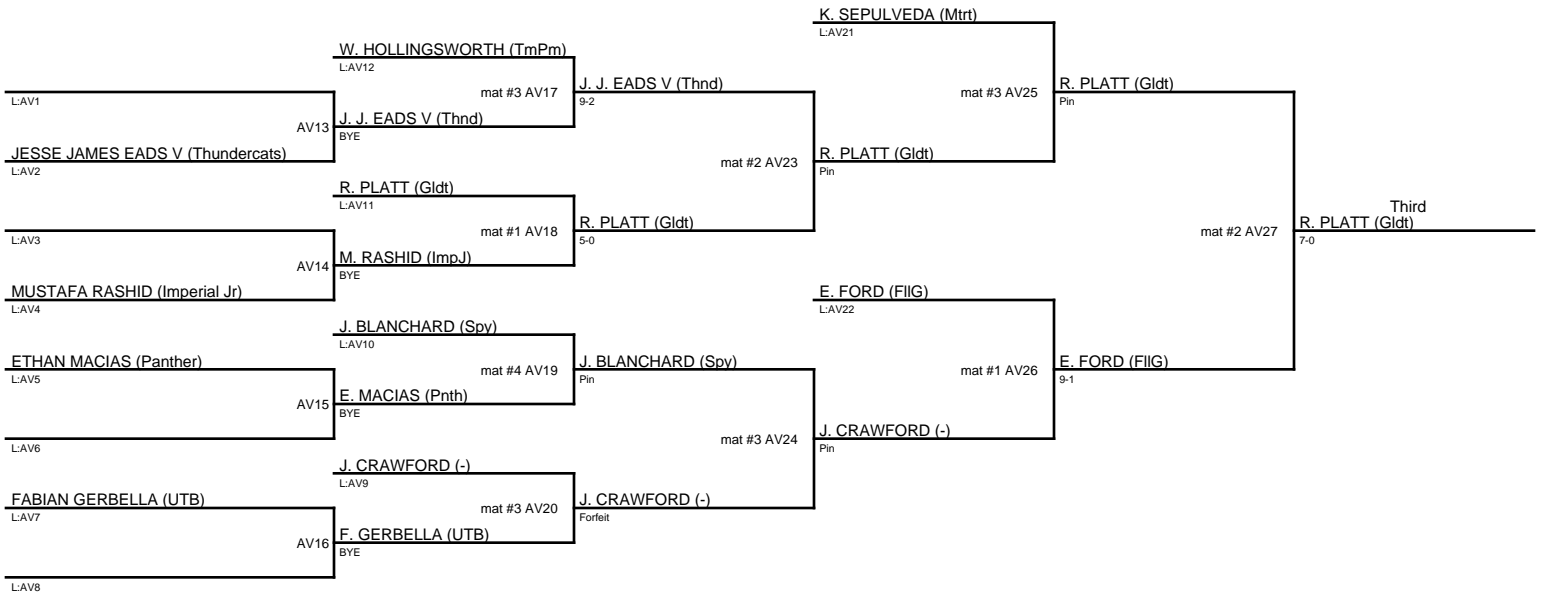 K. SEPULVEDA (Mtrt)
L:AV21
W. HOLLINGSWORTH (TmPm)
L:AV12
mat #3 AV17
J. J. EADS V (Thnd)
9-2
mat #3 AV25
R. PLATT (Gldt)
Pin
L:AV1
AV13
J. J. EADS V (Thnd)
BYE
JESSE JAMES EADS V (Thundercats)
L:AV2
mat #2 AV23
R. PLATT (Gldt)
Pin
R. PLATT (Gldt)
L:AV11
mat #1 AV18
R. PLATT (Gldt)
5-0
L:AV3
AV14
M. RASHID (ImpJ)
BYE
MUSTAFA RASHID (Imperial Jr)
L:AV4
mat #2 AV27
Third
R. PLATT (Gldt)
7-0
E. FORD (FllG)
L:AV22
J. BLANCHARD (Spy)
L:AV10
ETHAN MACIAS (Panther)
L:AV5
mat #4 AV19
J. BLANCHARD (Spy)
Pin
mat #1 AV26
E. FORD (FllG)
9-1
AV15
E. MACIAS (Pnth)
BYE
L:AV6
mat #3 AV24
J. CRAWFORD (-)
Pin
J. CRAWFORD (-)
L:AV9
FABIAN GERBELLA (UTB)
L:AV7
mat #3 AV20
J. CRAWFORD (-)
Forfeit
AV16
F. GERBELLA (UTB)
BYE
L:AV8